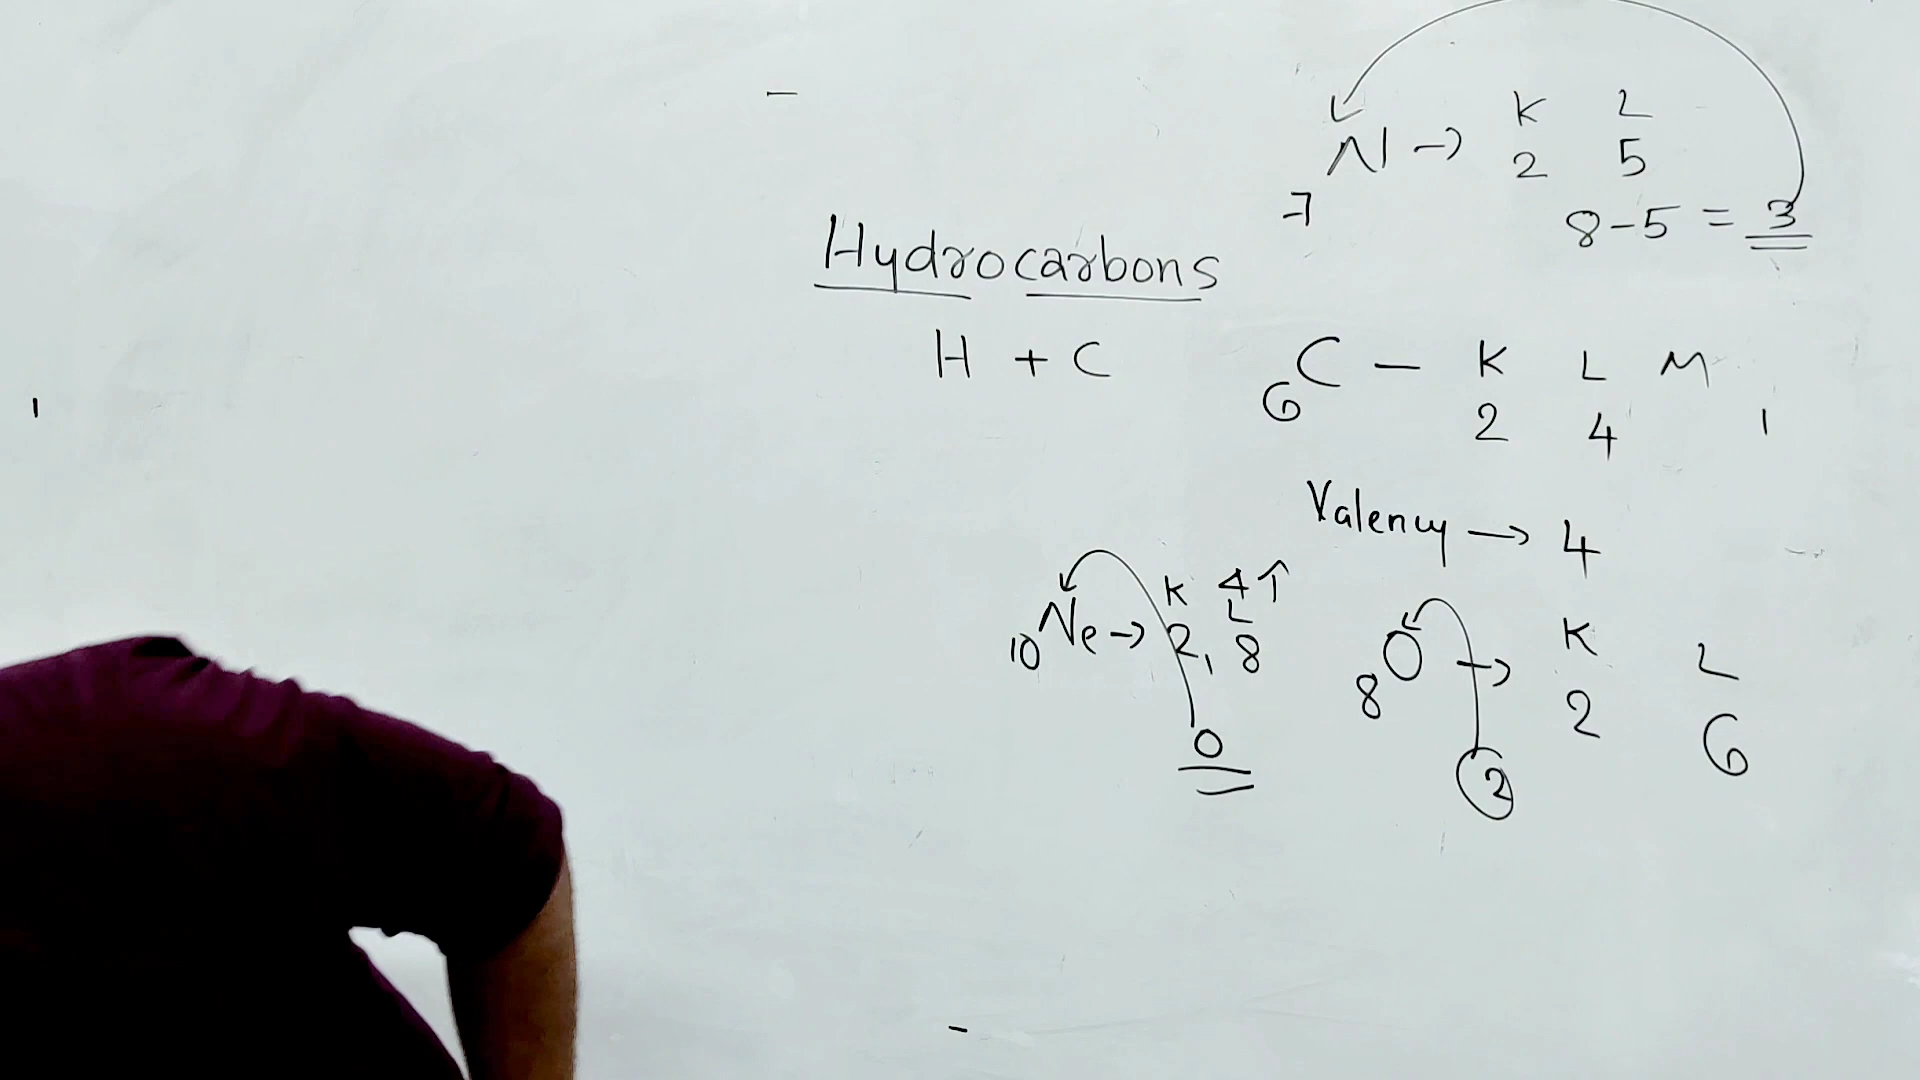 K L
N → 2 5
7
8-5 = 3
Hydrocarbons
H + C
6 C - K L M
2 4
Valency → 4
K 4↑
L
10 Ne → 2, 8
0
K L
8 O → 2 6
2